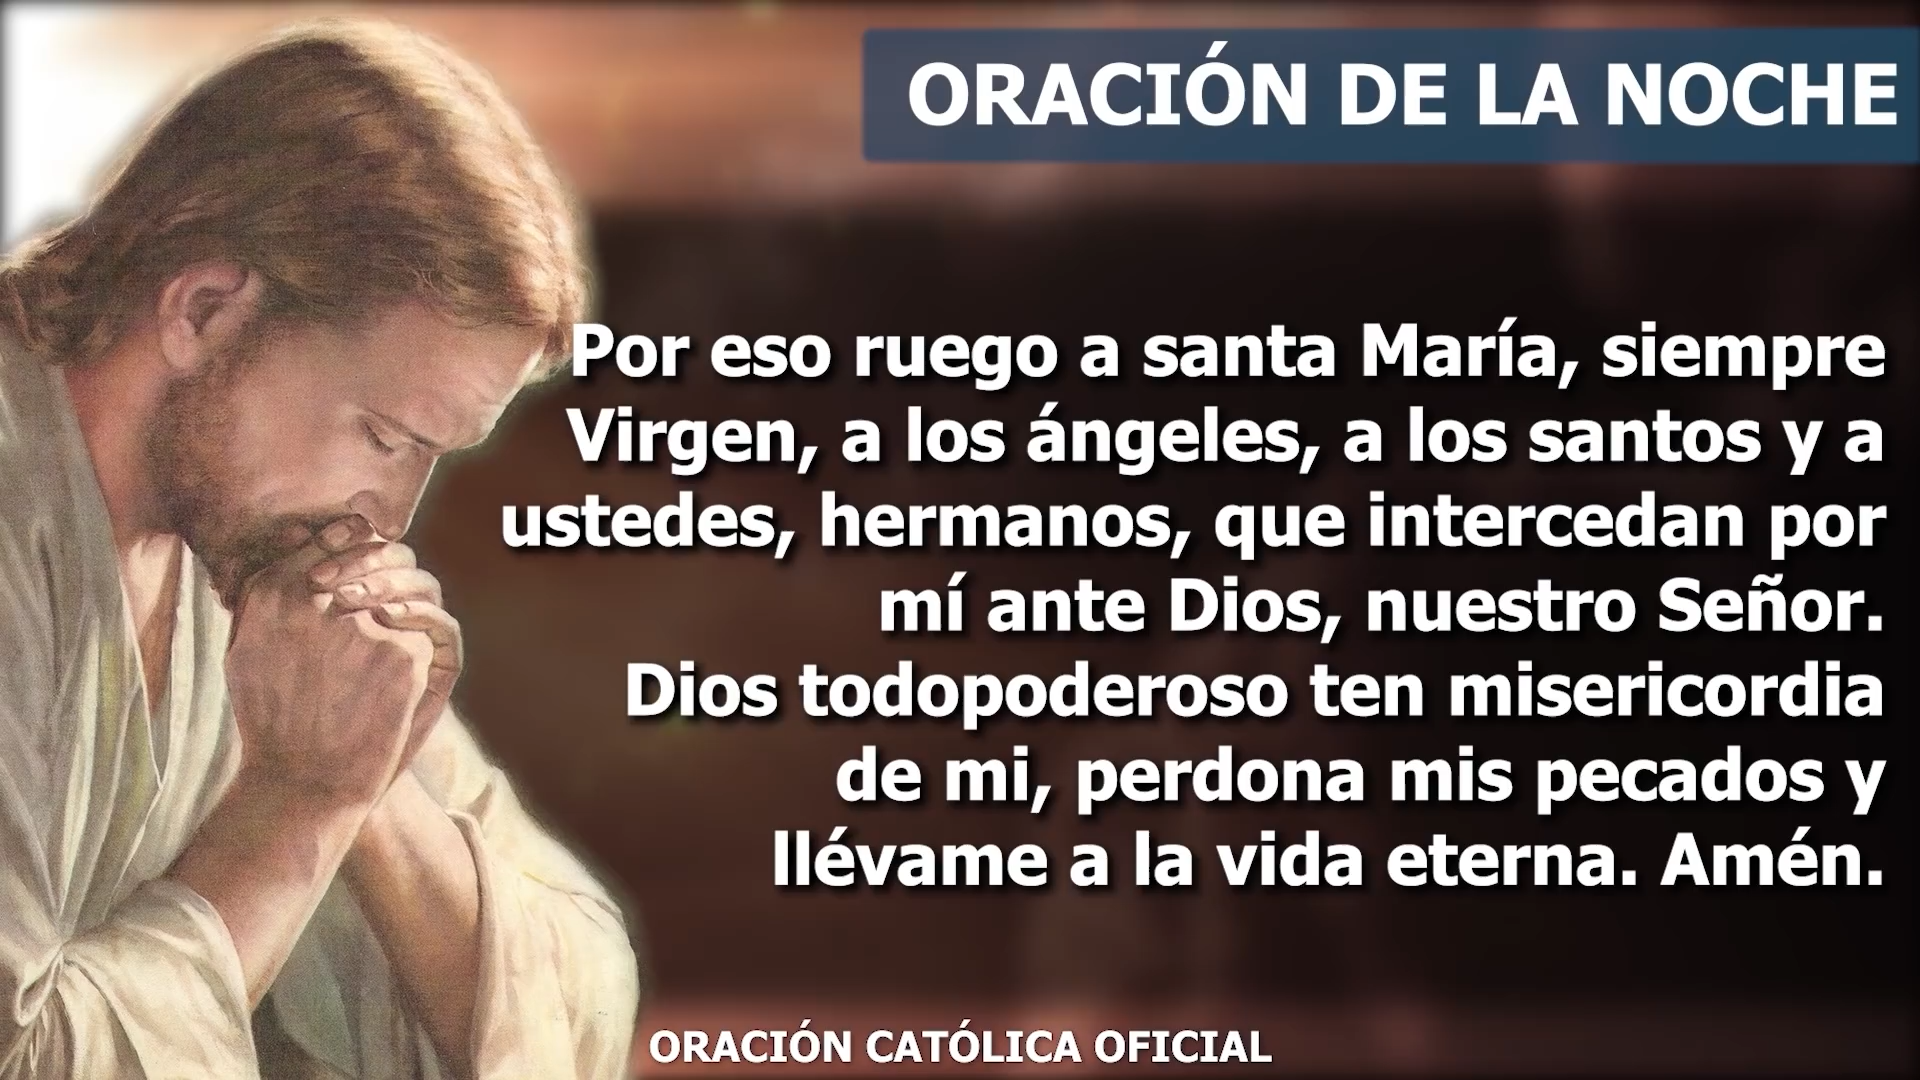 ORACIÓN DE LA NOCHE
Por eso ruego a santa María, siempre
Virgen, a los ángeles, a los santos y a
ustedes, hermanos, que intercedan por
mí ante Dios, nuestro Señor.
Dios todopoderoso ten misericordia
de mi, perdona mis pecados y
llévame a la vida eterna. Amén.
ORACIÓN CATÓLICA OFICIAL